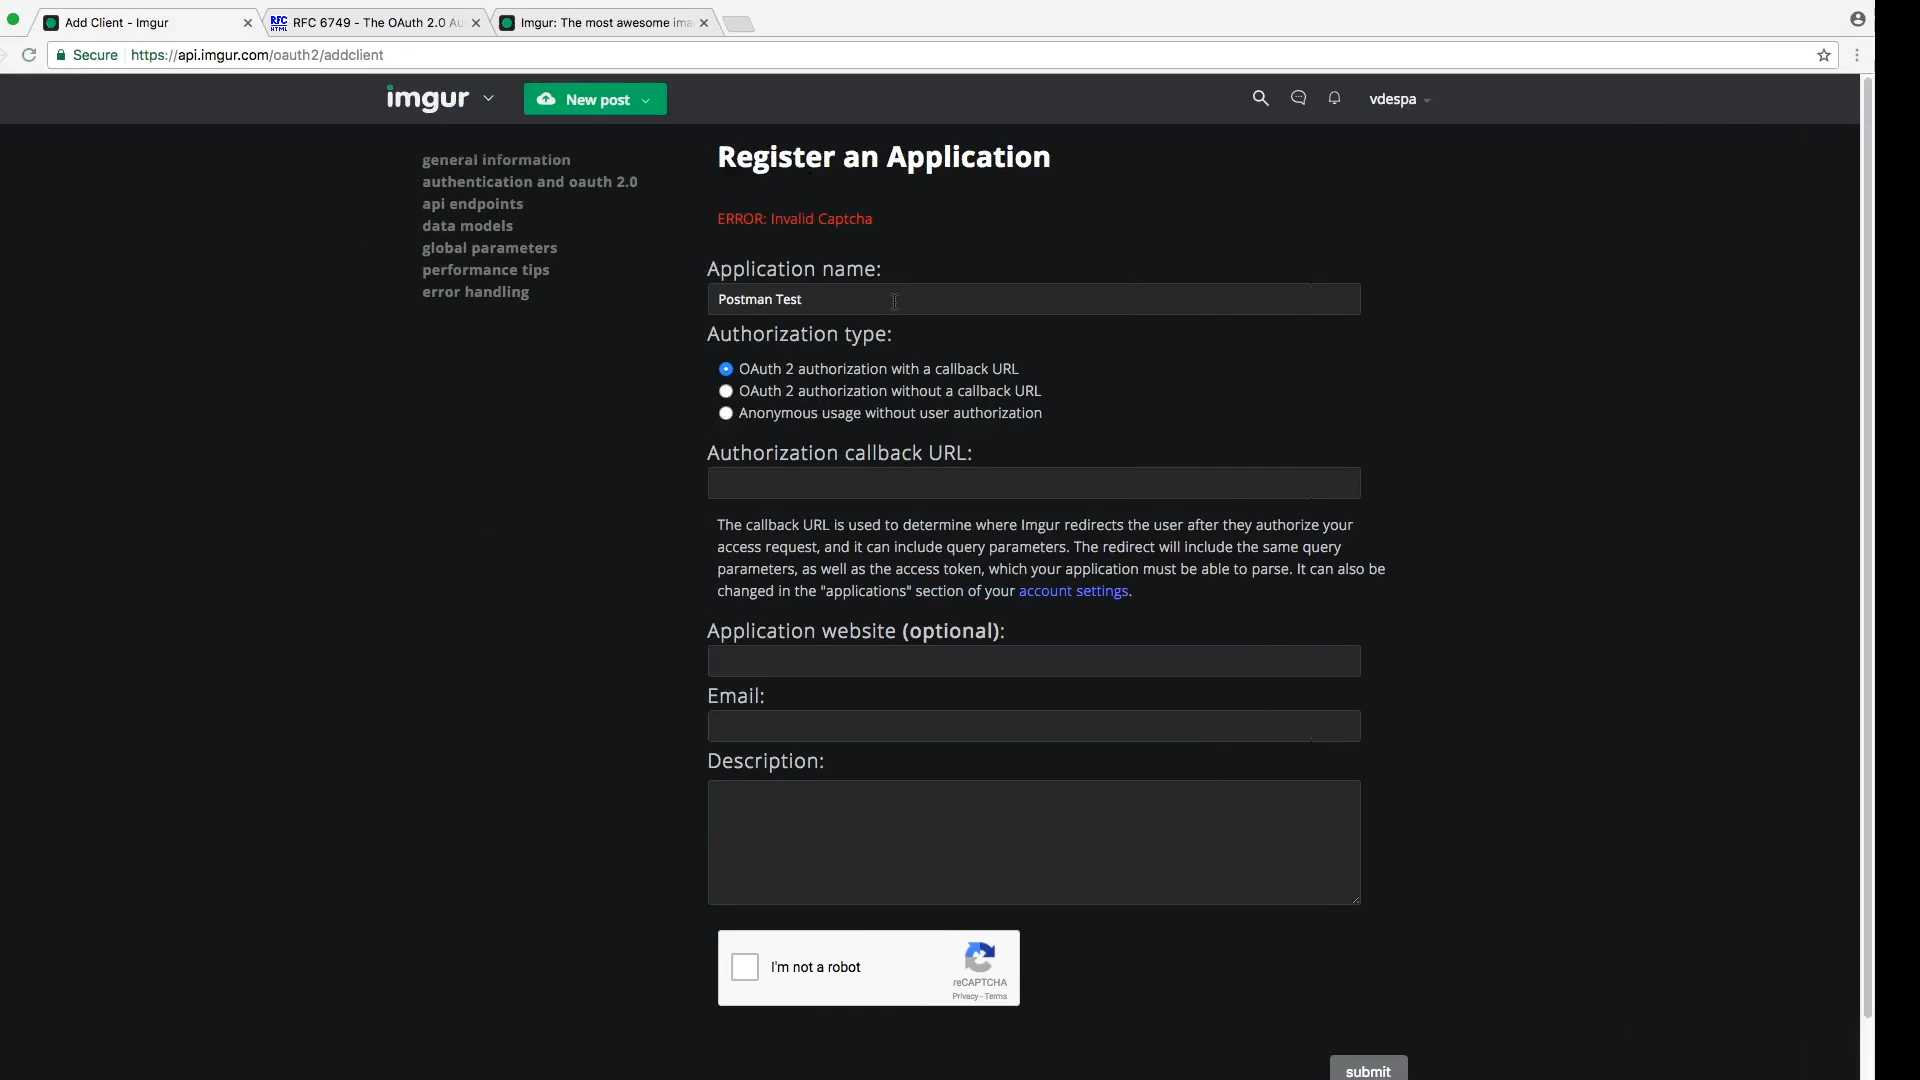 Add Client - Imgur
RFC HTML
RFC 6749 - The OAuth 2.0 Au
Imgur: The most awesome ima
Secure
https://api.imgur.com/oauth2/addclient
imgur
New post
vdespa
general information
authentication and oauth 2.0
api endpoints
data models
global parameters
performance tips
error handling
Register an Application
ERROR: Invalid Captcha
Application name:
Postman Test
Authorization type:
OAuth 2 authorization with a callback URL
OAuth 2 authorization without a callback URL
Anonymous usage without user authorization
Authorization callback URL:
The callback URL is used to determine where Imgur redirects the user after they authorize your
access request, and it can include query parameters. The redirect will include the same query
parameters, as well as the access token, which your application must be able to parse. It can also be
changed in the "applications" section of your account settings.
Application website (optional):
Email:
Description:
I'm not a robot
reCAPTCHA
Privacy - Terms
submit